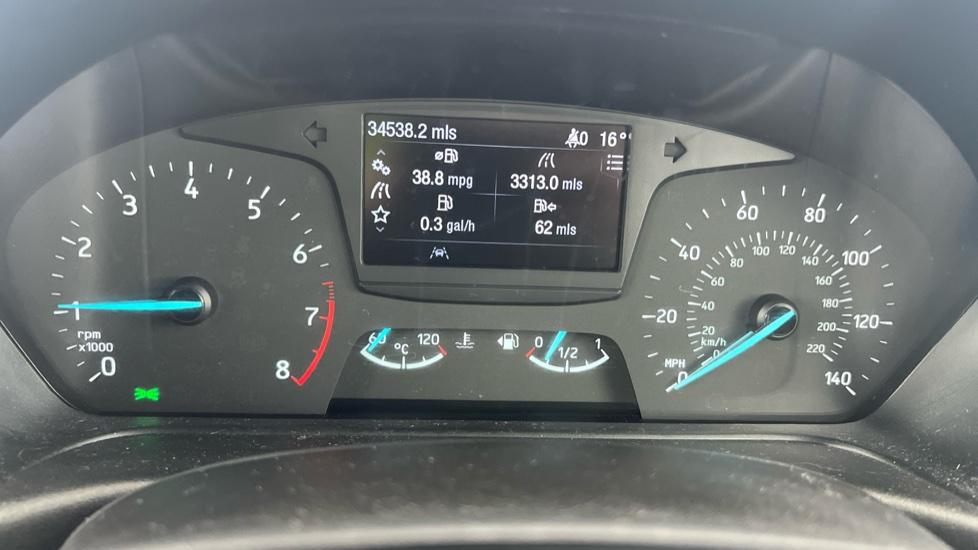 34538.2 mls 0 16°
38.8 mpg 3313.0 mls
0.3 gal/h 62 mls
0 1 2 3 4 5 6 7 8
rpm
x1000
60 °C 120
0 1/2 1
0 20 40 60 80 100 120 140
MPH
km/h
0 20 40 60 80 100 120 140 160 180 200 220